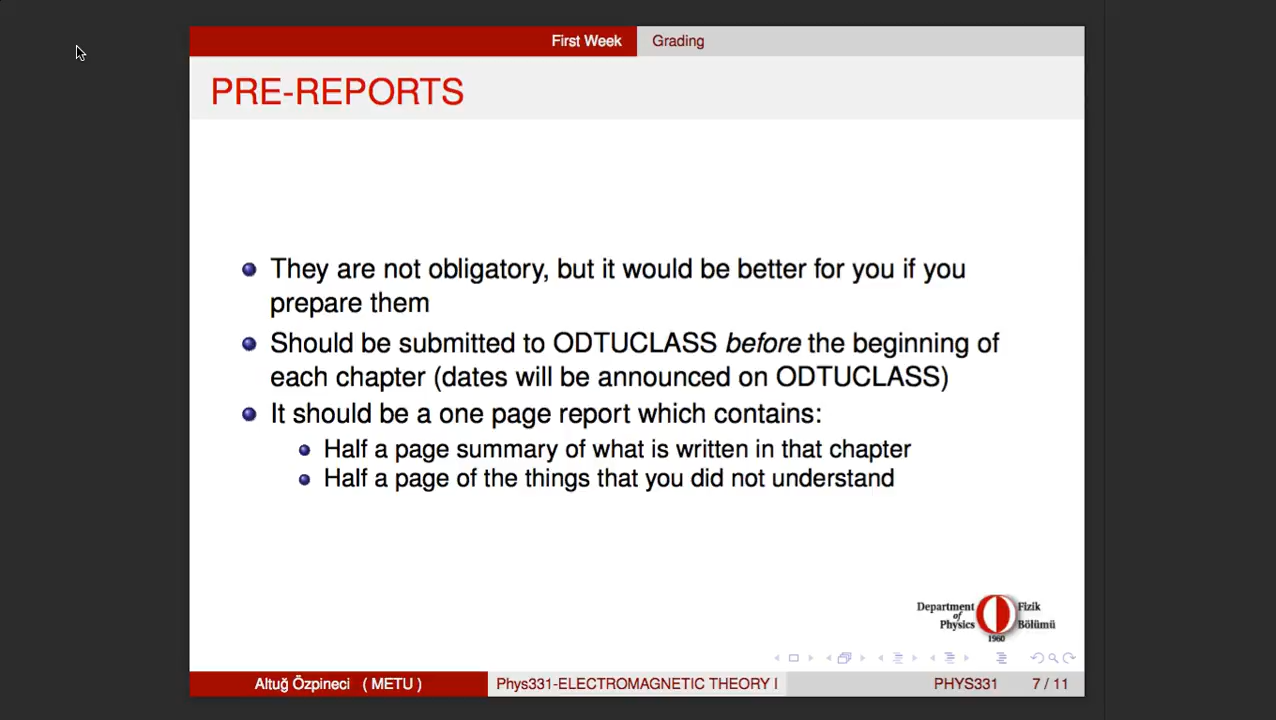 First Week
Grading
PRE-REPORTS
They are not obligatory, but it would be better for you if you
prepare them
Should be submitted to ODTUCLASS before the beginning of
each chapter (dates will be announced on ODTUCLASS)
It should be a one page report which contains:
Half a page summary of what is written in that chapter
Half a page of the things that you did not understand
Department
of
Physics
1960
Fizik
Bölümü
Altuğ Özpineci ( METU )
Phys331-ELECTROMAGNETIC THEORY I
PHYS331
7 / 11